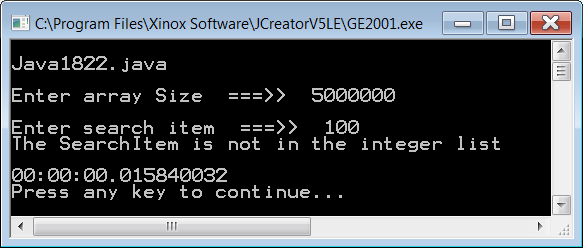 C:\Program Files\Xinox Software\JCreatorV5LE\GE2001.exe
Java1822.java
Enter array Size  ===>>  5000000
Enter search item  ===>>  100
The SearchItem is not in the integer list
00:00:00.015840032
Press any key to continue...